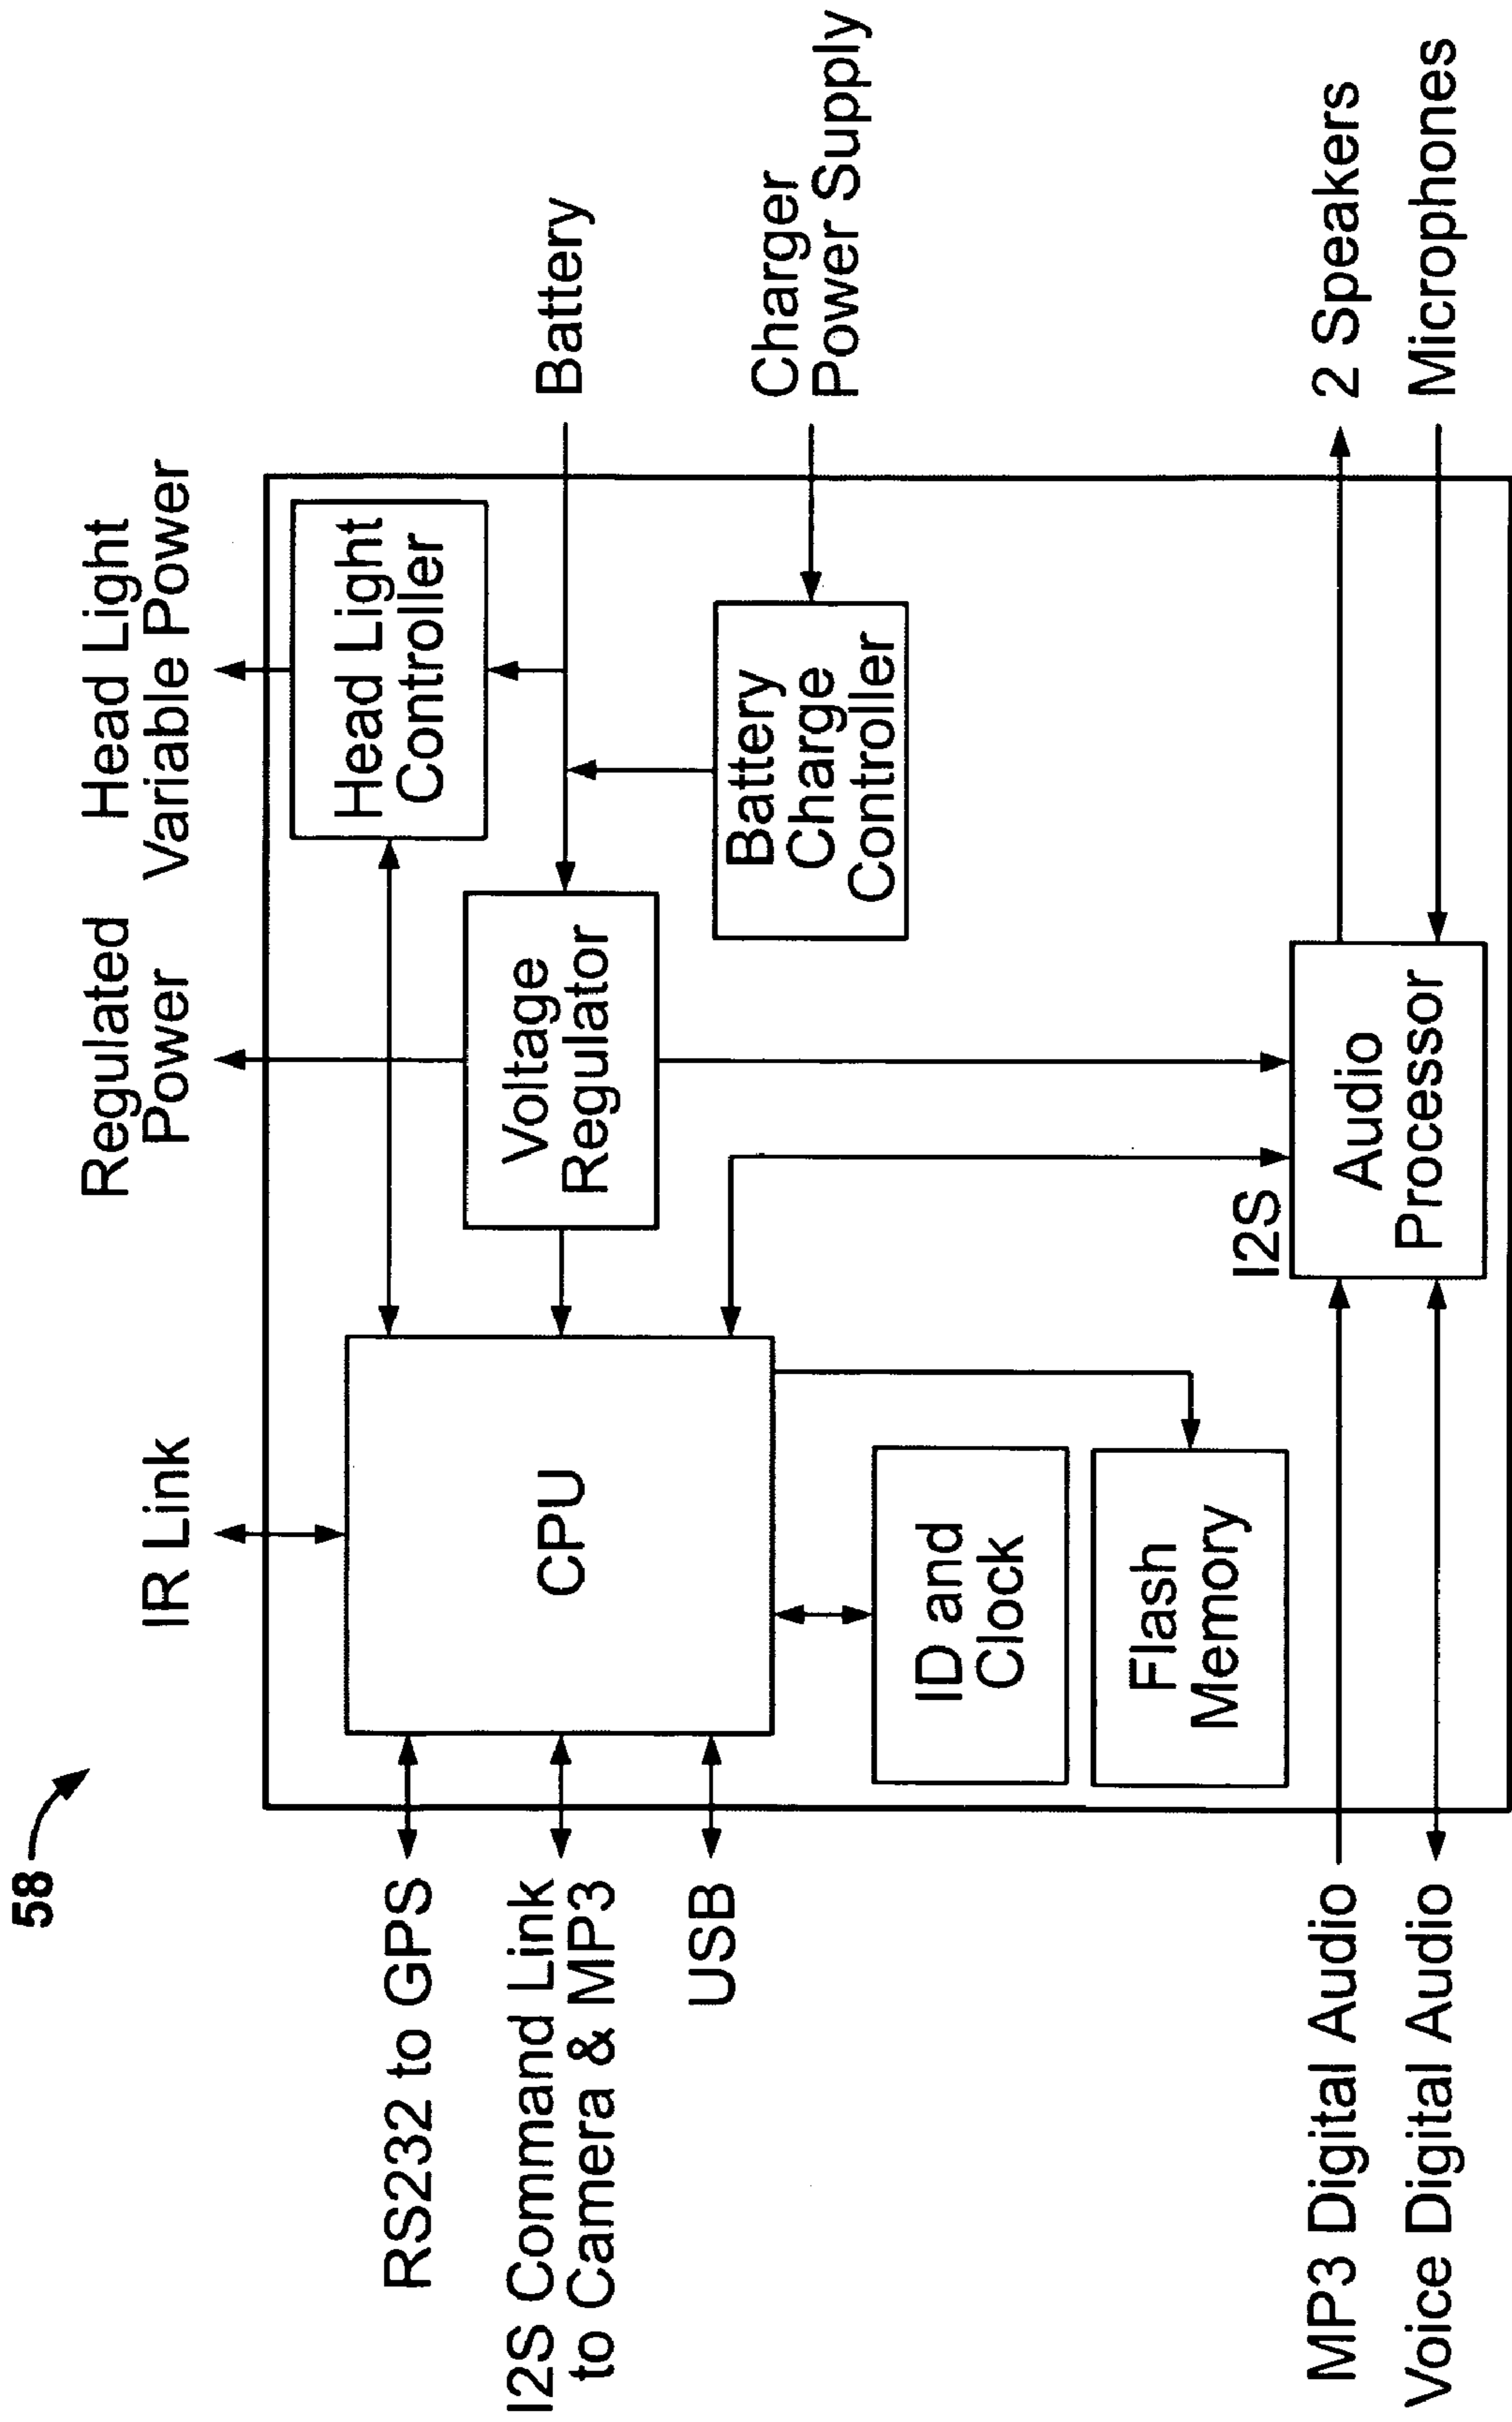 58
IR Link
Regulated
Power
Head Light
Variable Power
RS232 to GPS
I2S Command Link
to Camera & MP3
USB
CPU
Voltage
Regulator
Head Light
Controller
Battery
Battery
Charge
Controller
Charger
Power Supply
ID and
Clock
Flash
Memory
I2S
Audio
Processor
MP3 Digital Audio
Voice Digital Audio
2 Speakers
Microphones